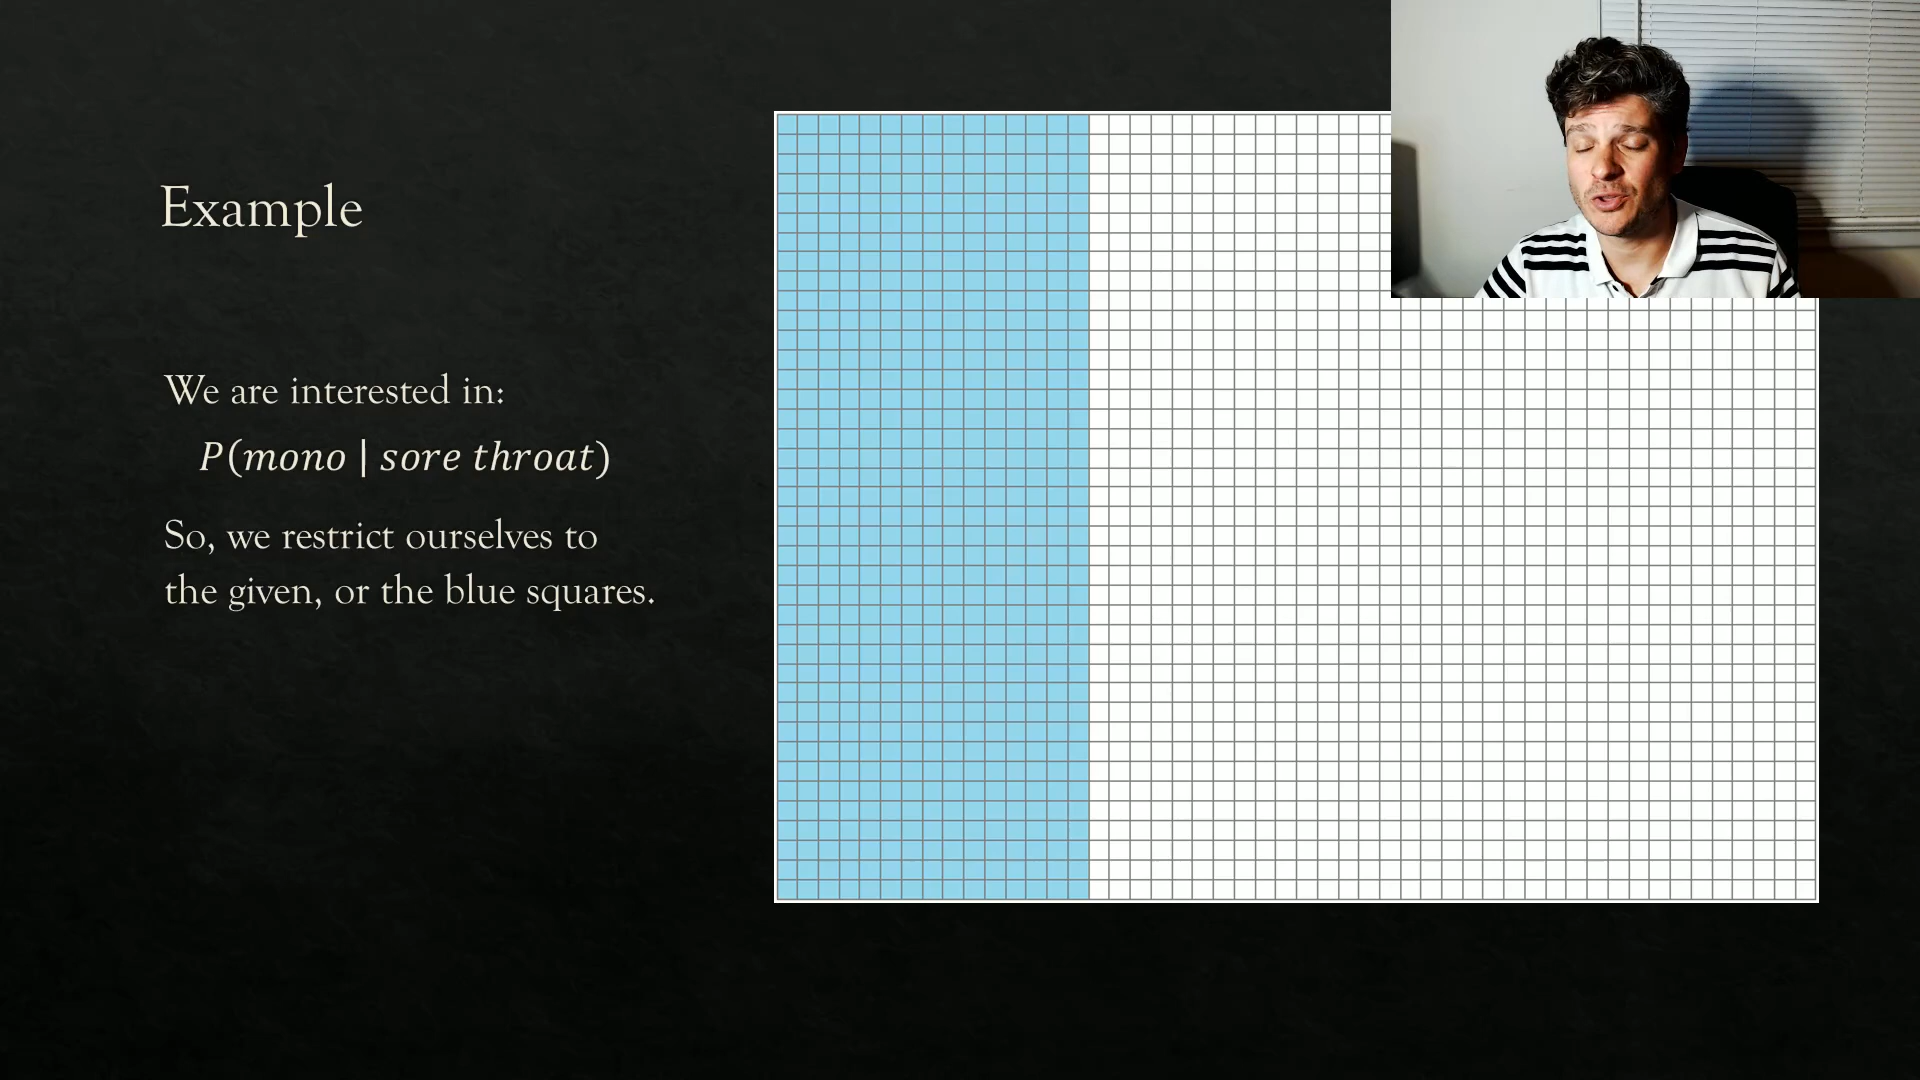 Example
We are interested in:
P(mono | sore throat)
So, we restrict ourselves to
the given, or the blue squares.